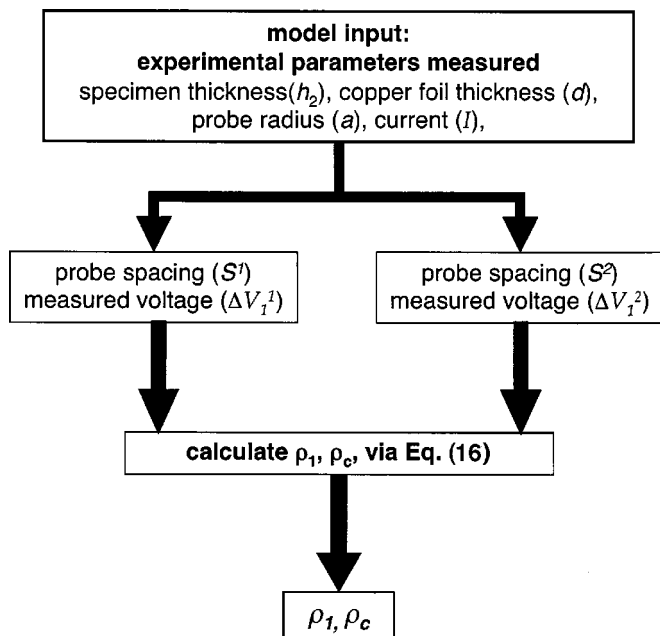 model input:
experimental parameters measured
specimen thickness(h₂), copper foil thickness (d),
probe radius (a), current (I),
probe spacing (S¹)
measured voltage (ΔV₁¹)
probe spacing (S²)
measured voltage (ΔV₁²)
calculate ρ₁, ρc, via Eq. (16)
ρ₁, ρc